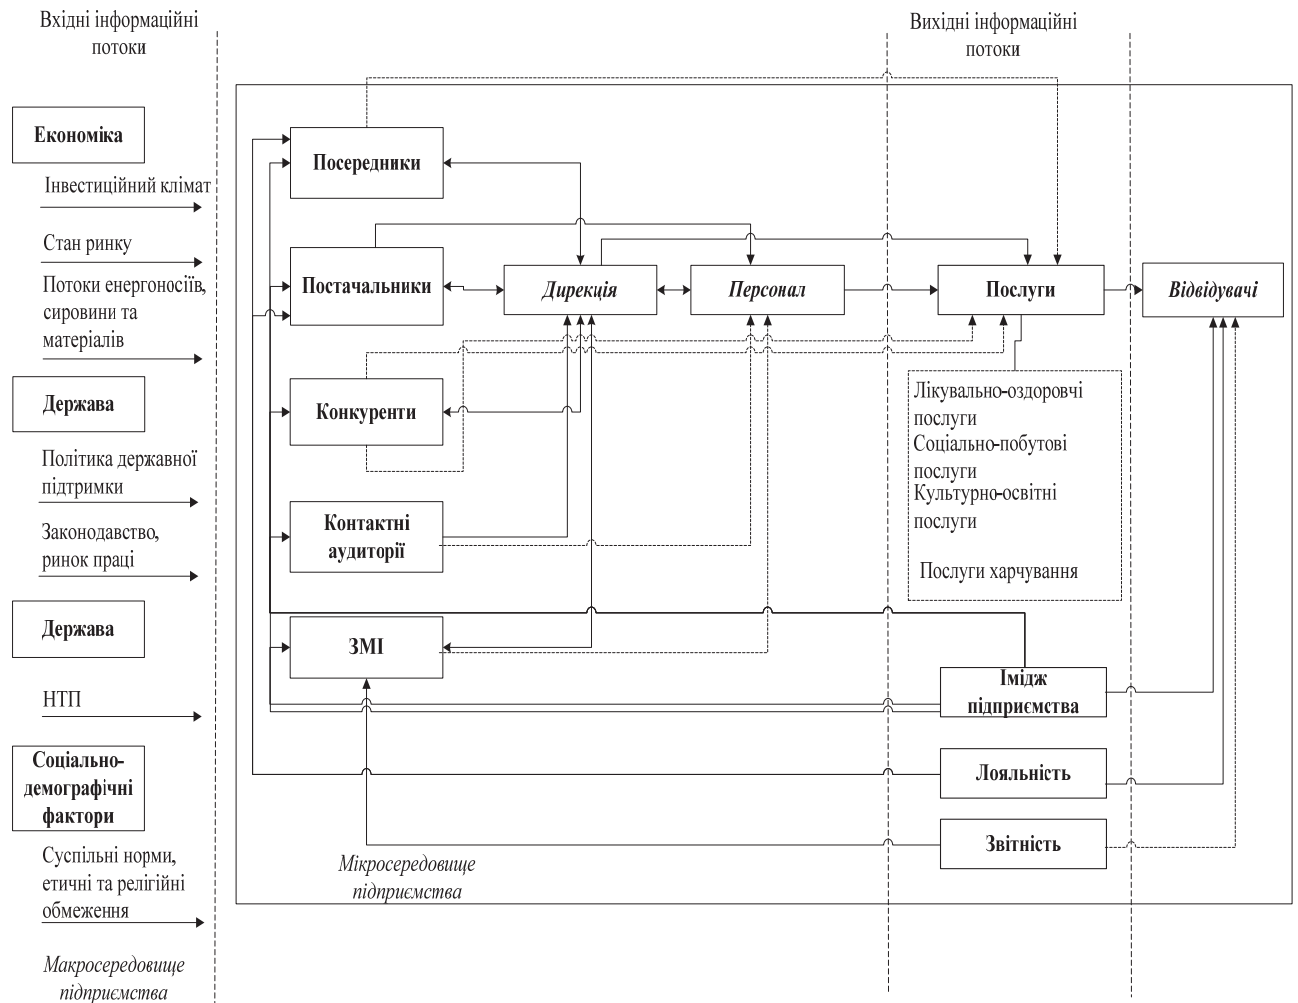 Вхідні інформаційні
потоки
Вихідні інформаційні
потоки
Економіка
Інвестиційний клімат
Стан ринку
Потоки енергоносіїв,
сировини та
матеріалів
Держава
Політика державної
підтримки
Законодавство,
ринок праці
Держава
НТП
Соціально-
демографічні
фактори
Суспільні норми,
етичні та релігійні
обмеження
Макросередовище
підприємства
Посередники
Постачальники
Дирекція
Персонал
Послуги
Відвідувачі
Конкуренти
Контактні
аудиторії
ЗМІ
Лікувально-оздоровчі
послуги
Соціально-побутові
послуги
Культурно-освітні
послуги
Послуги харчування
Імідж
підприємства
Лояльність
Звітність
Мікросередовище
підприємства